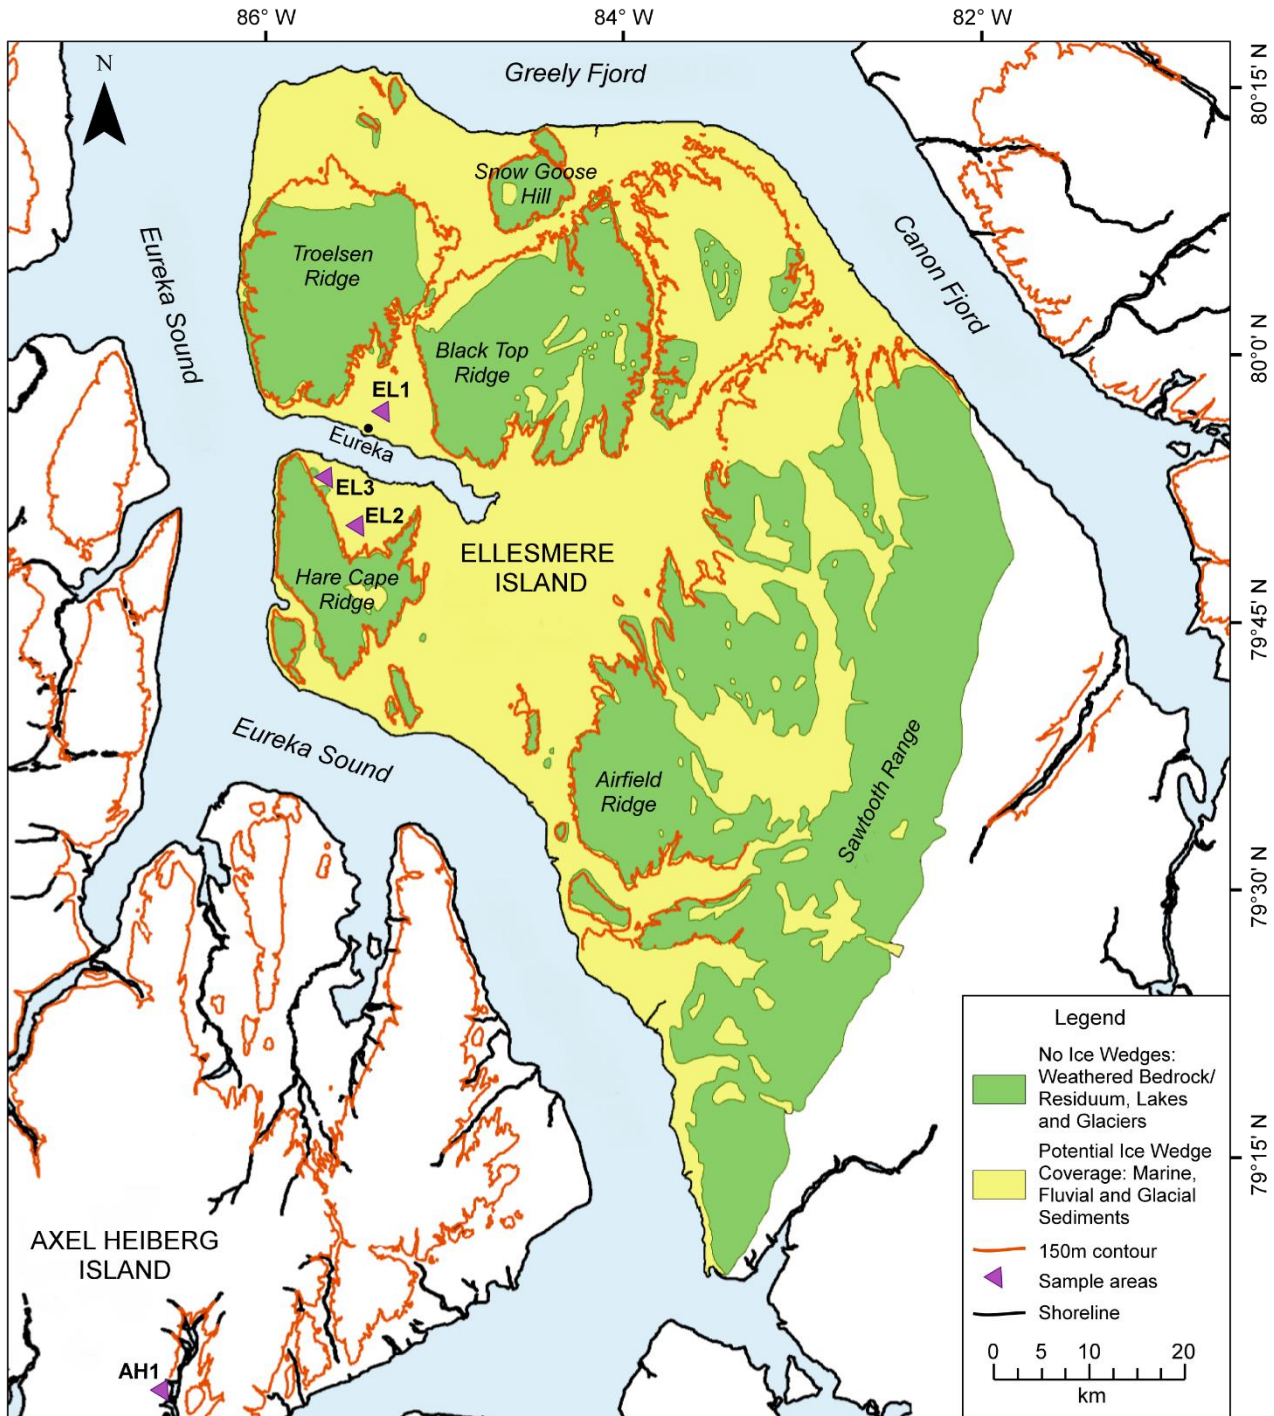 86° W
84° W
82° W
N
Greely Fjord
80°15' N
Snow Goose
Hill
Eureka Sound
Troelsen
Ridge
Canon Fjord
Black Top
Ridge
80°0' N
EL1
Eureka
EL3
EL2
ELLESMERE
ISLAND
Hare Cape
Ridge
79°45' N
Eureka Sound
Airfield
Ridge
Sawtooth Range
79°30' N
79°15' N
AXEL HEIBERG
ISLAND
AH1
Legend
No Ice Wedges:
Weathered Bedrock/
Residuum, Lakes
and Glaciers
Potential Ice Wedge
Coverage: Marine,
Fluvial and Glacial
Sediments
150m contour
Sample areas
Shoreline
0 5 10 20
km